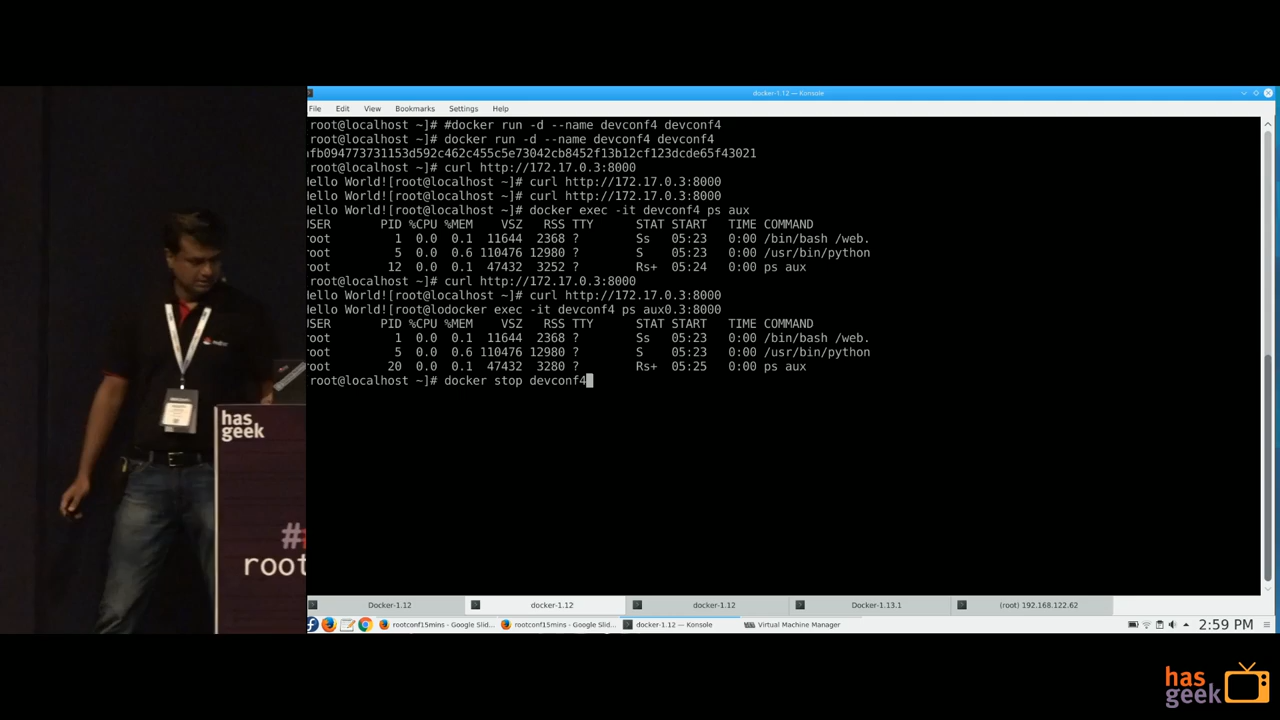 docker-1.12 — Konsole
File Edit View Bookmarks Settings Help
root@localhost ~]# #docker run -d --name devconf4 devconf4
root@localhost ~]# docker run -d --name devconf4 devconf4
fb094773731153d592c462c455c5e73042cb8452f13b12cf123dcde65f43021
root@localhost ~]# curl http://172.17.0.3:8000
Hello World![root@localhost ~]# curl http://172.17.0.3:8000
Hello World![root@localhost ~]# curl http://172.17.0.3:8000
Hello World![root@localhost ~]# docker exec -it devconf4 ps aux
USER PID %CPU %MEM VSZ RSS TTY STAT START TIME COMMAND
root 1 0.0 0.1 11644 2368 ? Ss 05:23 0:00 /bin/bash /web.
root 5 0.0 0.6 110476 12980 ? S 05:23 0:00 /usr/bin/python
root 12 0.0 0.1 47432 3252 ? Rs+ 05:24 0:00 ps aux
root@localhost ~]# curl http://172.17.0.3:8000
Hello World![root@localhost ~]# curl http://172.17.0.3:8000
Hello World![root@lodocker exec -it devconf4 ps aux0.3:8000
USER PID %CPU %MEM VSZ RSS TTY STAT START TIME COMMAND
root 1 0.0 0.1 11644 2368 ? Ss 05:23 0:00 /bin/bash /web.
root 5 0.0 0.6 110476 12980 ? S 05:23 0:00 /usr/bin/python
root 20 0.0 0.1 47432 3280 ? Rs+ 05:25 0:00 ps aux
root@localhost ~]# docker stop devconf4
Docker-1.12 docker-1.12 docker-1.12 Docker-1.13.1 (root) 192.168.122.62
rootconf15mins - Google Slid... rootconf15mins - Google Slid... docker-1.12 — Konsole Virtual Machine Manager 2:59 PM
has
geek
#
root
has
geek